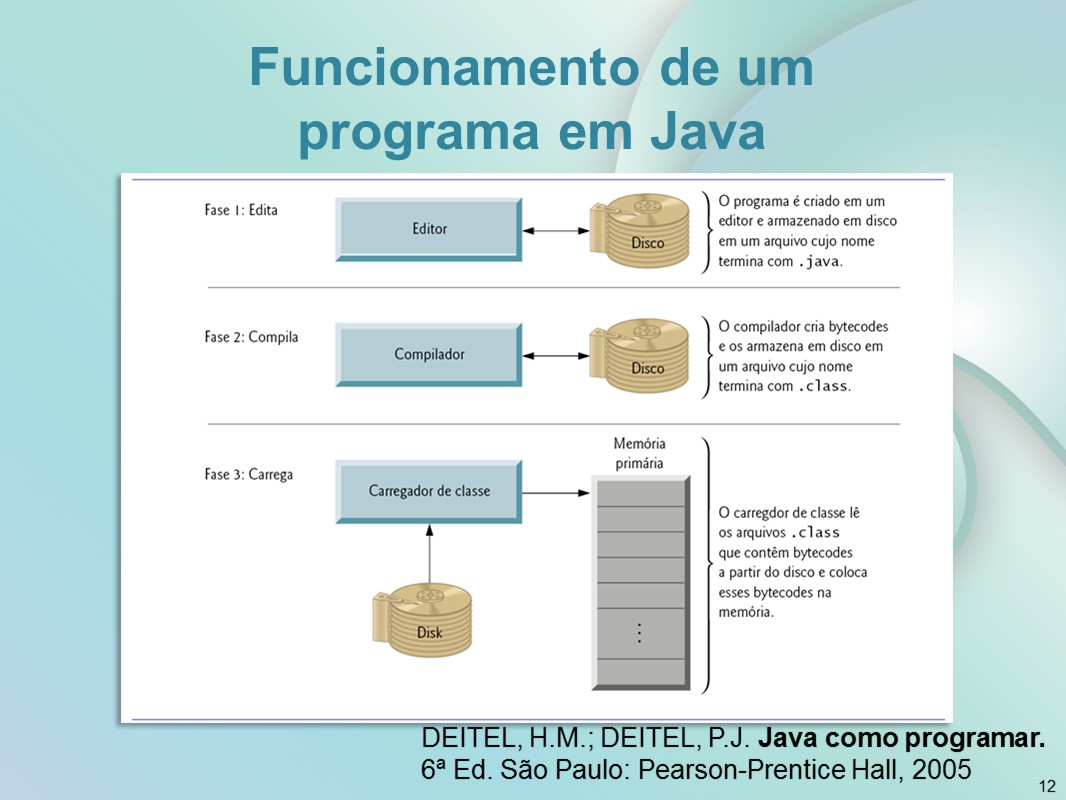 Funcionamento de um
programa em Java
Fase 1: Edita
Editor
Disco
O programa é criado em um
editor e armazenado em disco
em um arquivo cujo nome
termina com .java.
Fase 2: Compila
Compilador
Disco
O compilador cria bytecodes
e os armazena em disco em
um arquivo cujo nome
termina com .class.
Fase 3: Carrega
Carregador de classe
Disk
Memória
primária
O carregdor de classe lê
os arquivos .class
que contêm bytecodes
a partir do disco e coloca
esses bytecodes na
memória.
DEITEL, H.M.; DEITEL, P.J. Java como programar.
6ª Ed. São Paulo: Pearson-Prentice Hall, 2005
12